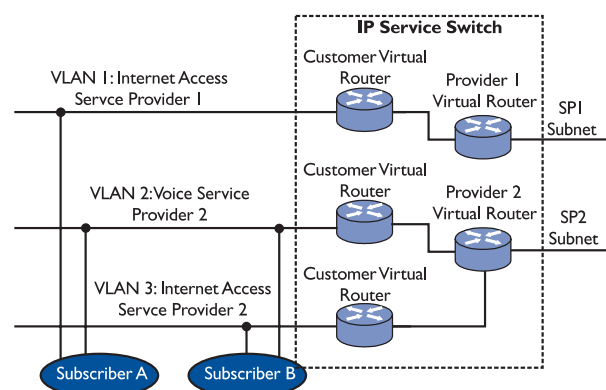 IP Service Switch
VLAN 1: Internet Access
Servce Provider 1
Customer Virtual
Router
Provider 1
Virtual Router
SP1
Subnet
VLAN 2: Voice Service
Provider 2
Customer Virtual
Router
Provider 2
Virtual Router
SP2
Subnet
VLAN 3: Internet Access
Servce Provider 2
Customer Virtual
Router
Subscriber A
Subscriber B